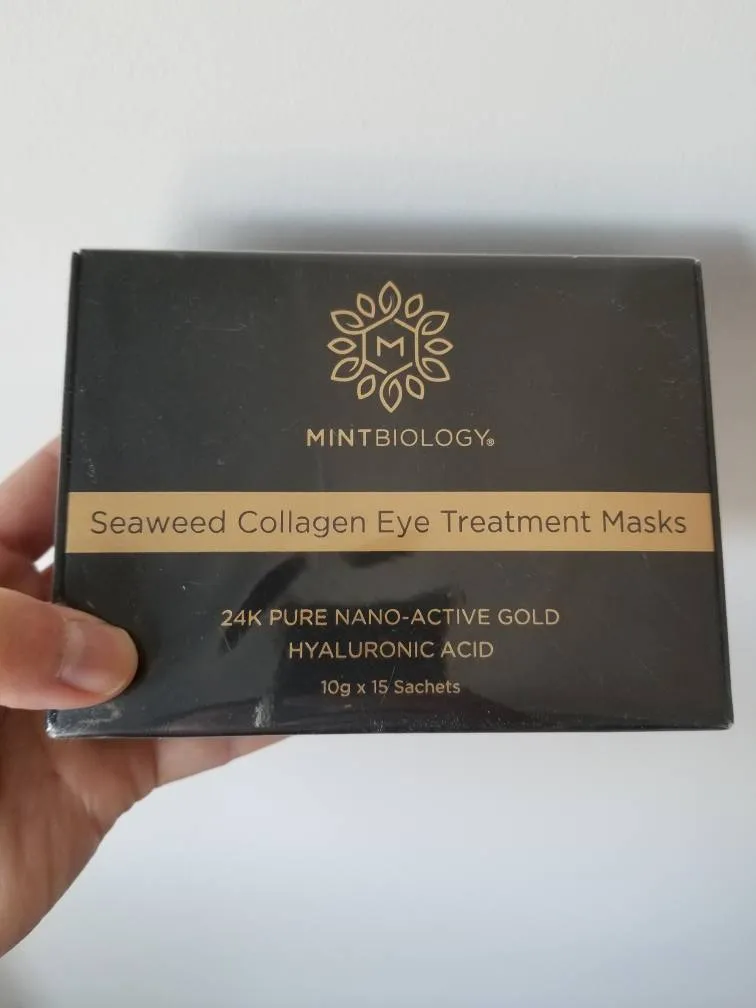 M
MINTBIOLOGY®
Seaweed Collagen Eye Treatment Masks
24K PURE NANO-ACTIVE GOLD
HYALURONIC ACID
10g x 15 Sachets